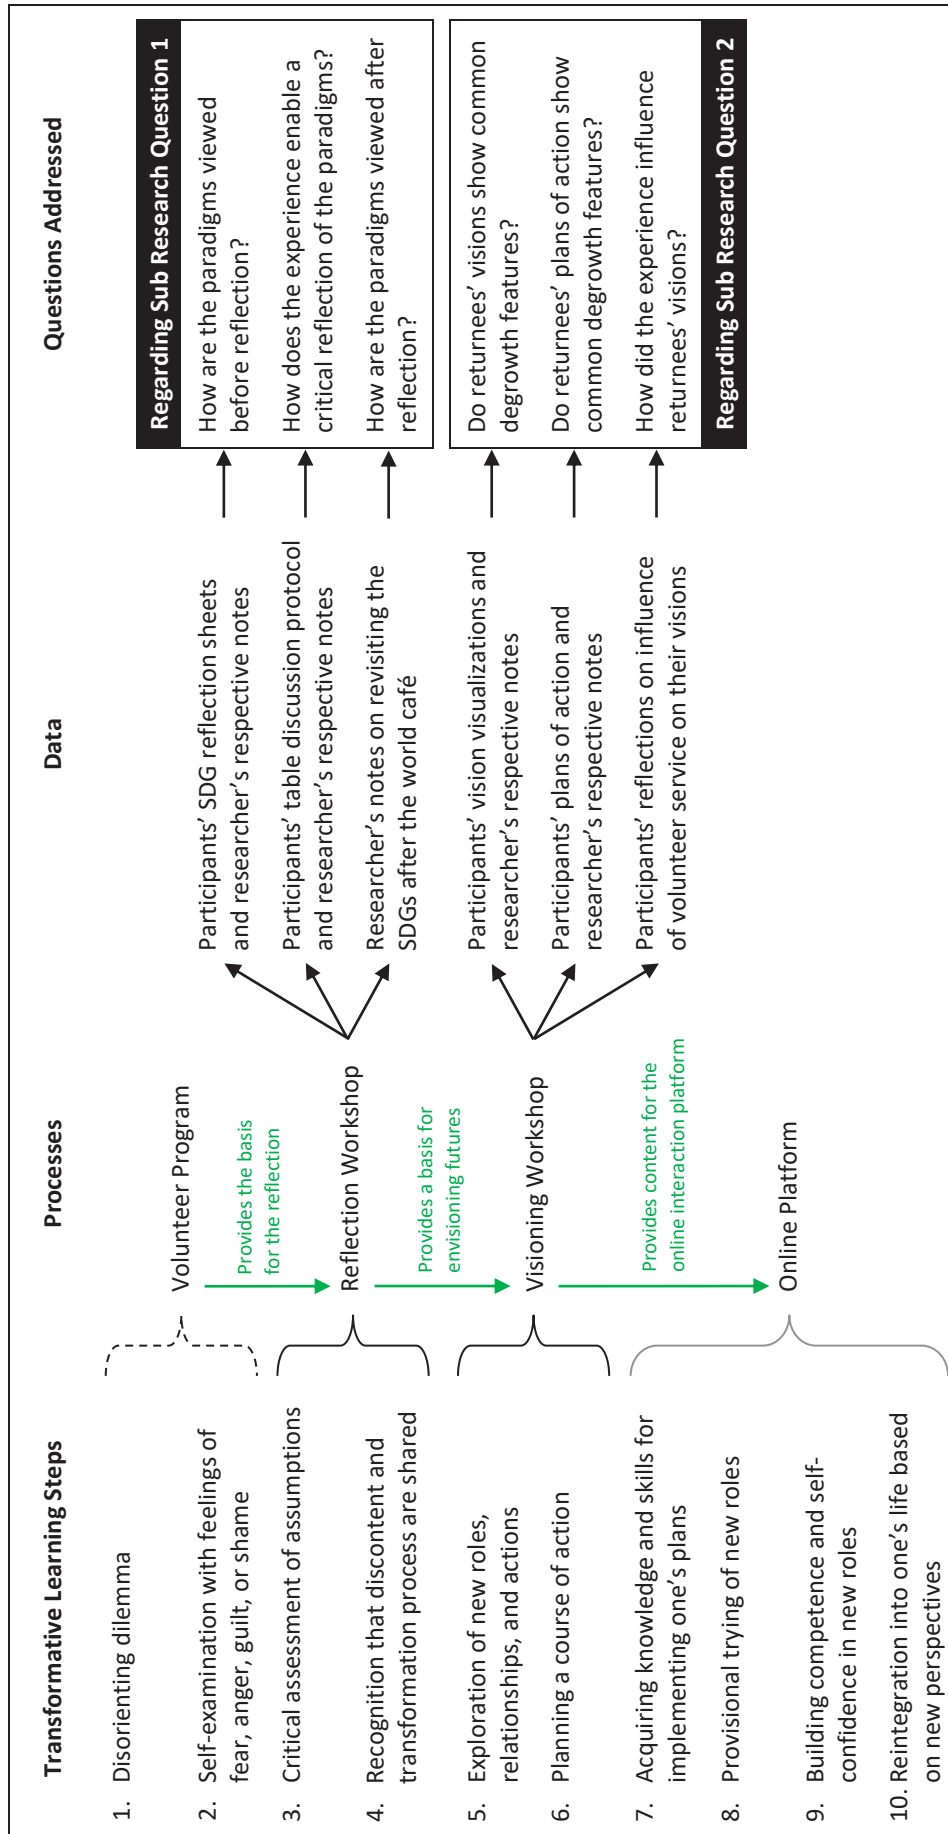 Transformative Learning Steps
1. Disorienting dilemma
2. Self-examination with feelings of
fear, anger, guilt, or shame
3. Critical assessment of assumptions
4. Recognition that discontent and
transformation process are shared
5. Exploration of new roles,
relationships, and actions
6. Planning a course of action
7. Acquiring knowledge and skills for
implementing one’s plans
8. Provisional trying of new roles
9. Building competence and self-
confidence in new roles
10. Reintegration into one’s life based
on new perspectives
Processes
Volunteer Program
Provides the basis
for the reflection
Reflection Workshop
Provides a basis for
envisioning futures
Visioning Workshop
Provides content for the
online interaction platform
Online Platform
Data
Participants’ SDG reflection sheets
and researcher’s respective notes
Participants’ table discussion protocol
and researcher’s respective notes
Researcher’s notes on revisiting the
SDGs after the world café
Participants’ vision visualizations and
researcher’s respective notes
Participants’ plans of action and
researcher’s respective notes
Participants’ reflections on influence
of volunteer service on their visions
Questions Addressed
Regarding Sub Research Question 1
How are the paradigms viewed
before reflection?
How does the experience enable a
critical reflection of the paradigms?
How are the paradigms viewed after
reflection?
Do returnees’ visions show common
degrowth features?
Do returnees’ plans of action show
common degrowth features?
How did the experience influence
returnees’ visions?
Regarding Sub Research Question 2